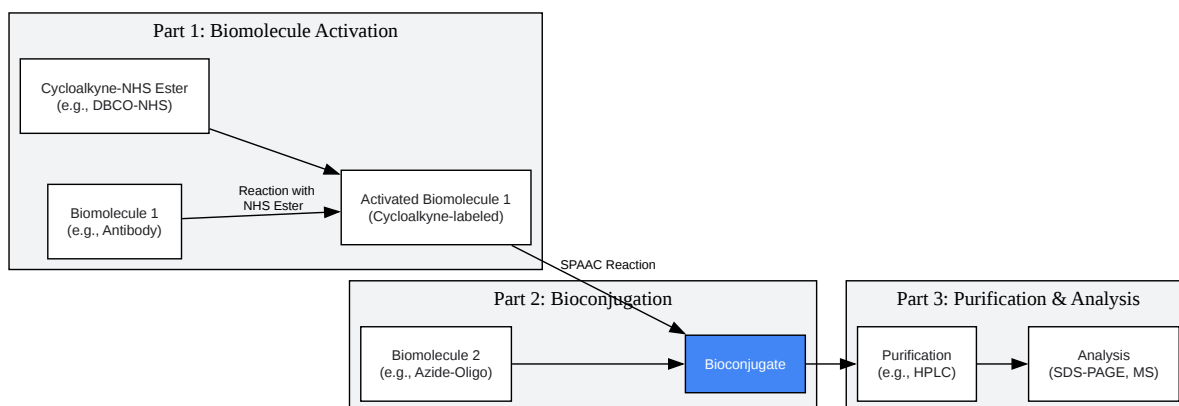 Part 1: Biomolecule Activation
Cycloalkyne-NHS Ester
(e.g., DBCO-NHS)
Biomolecule 1
(e.g., Antibody)
Reaction with
NHS Ester
Activated Biomolecule 1
(Cycloalkyne-labeled)
SPAAC Reaction
Part 2: Bioconjugation
Biomolecule 2
(e.g., Azide-Oligo)
Bioconjugate
Part 3: Purification & Analysis
Purification
(e.g., HPLC)
Analysis
(SDS-PAGE, MS)